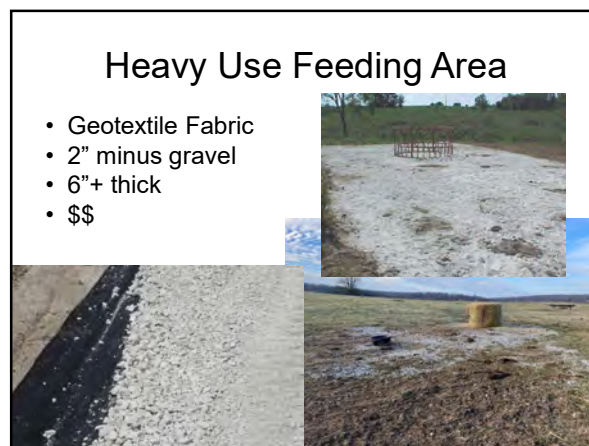 Heavy Use Feeding Area
• Geotextile Fabric
• 2” minus gravel
• 6”+ thick
• $$